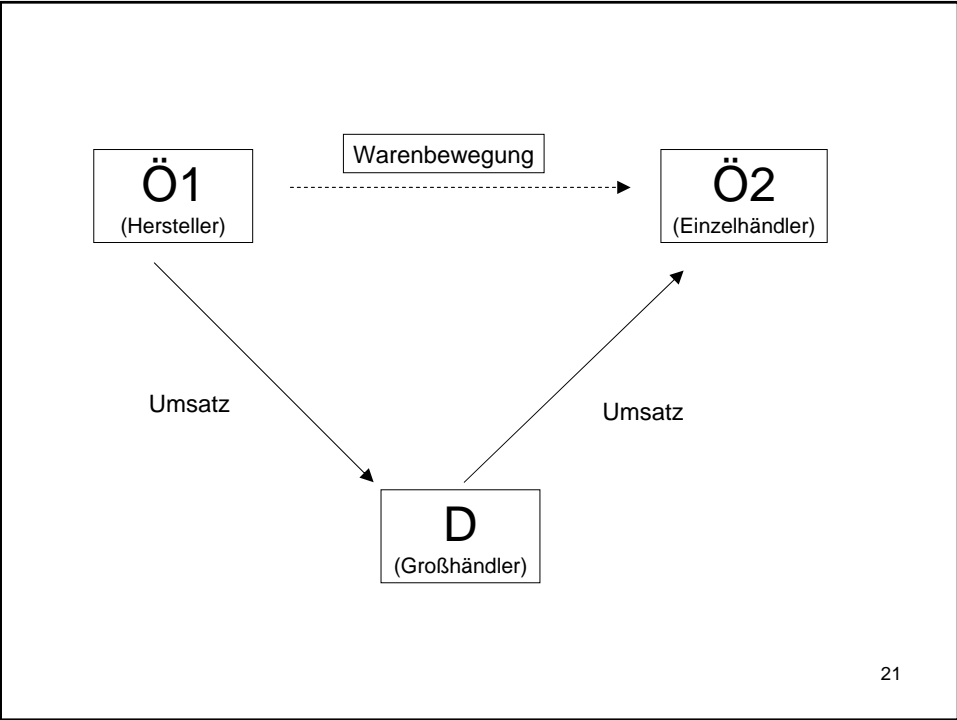 Warenbewegung
Ö1
(Hersteller)
Ö2
(Einzelhändler)
Umsatz
Umsatz
D
(Großhändler)
21